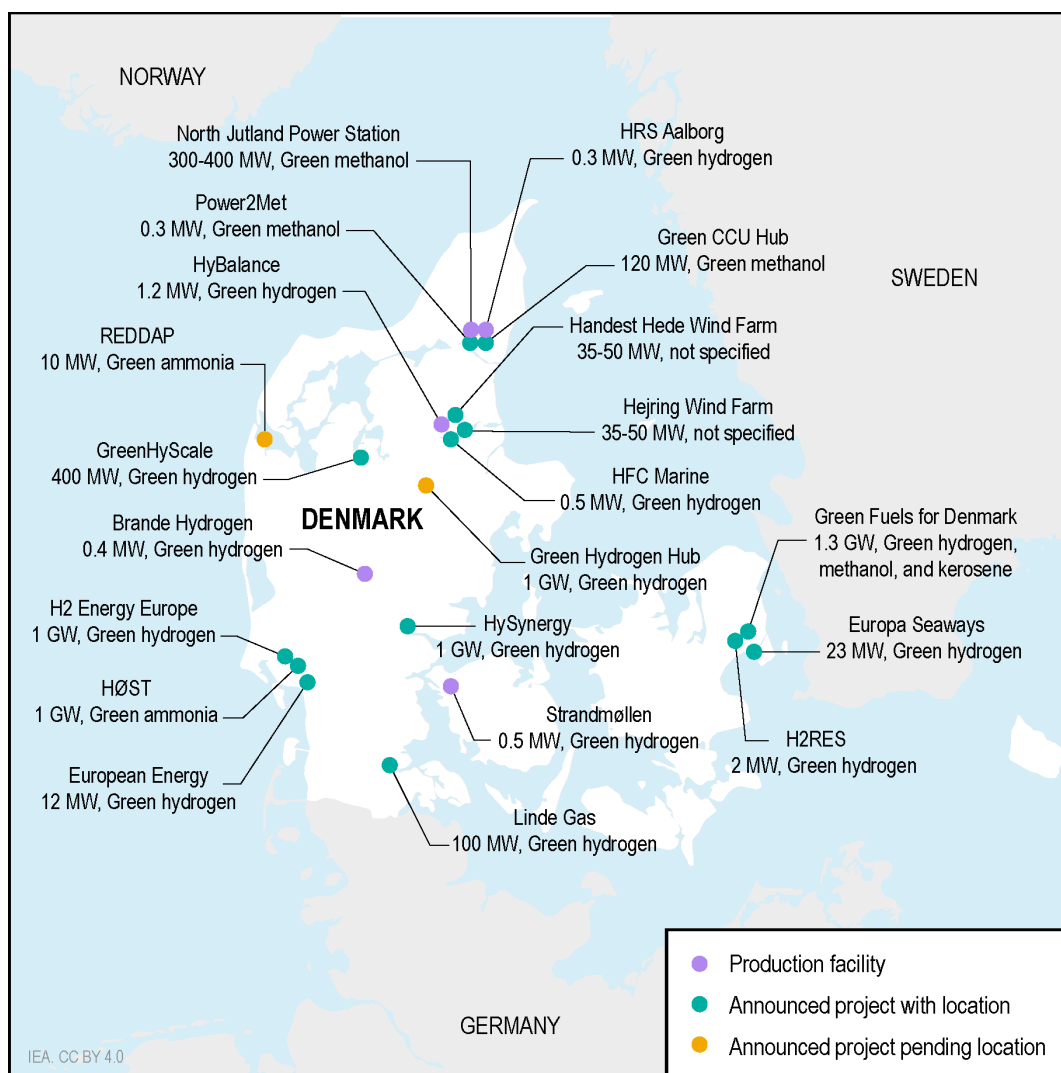 NORWAY
North Jutland Power Station
300-400 MW, Green methanol
HRS Aalborg
0.3 MW, Green hydrogen
Power2Met
0.3 MW, Green methanol
Green CCU Hub
120 MW, Green methanol
HyBalance
1.2 MW, Green hydrogen
SWEDEN
Handest Hede Wind Farm
35-50 MW, not specified
REDDAP
10 MW, Green ammonia
Hejring Wind Farm
35-50 MW, not specified
GreenHyScale
400 MW, Green hydrogen
HFC Marine
0.5 MW, Green hydrogen
DENMARK
Brande Hydrogen
0.4 MW, Green hydrogen
Green Hydrogen Hub
1 GW, Green hydrogen
Green Fuels for Denmark
1.3 GW, Green hydrogen,
methanol, and kerosene
H2 Energy Europe
1 GW, Green hydrogen
HySynergy
1 GW, Green hydrogen
Europa Seaways
23 MW, Green hydrogen
HØST
1 GW, Green ammonia
Strandmøllen
0.5 MW, Green hydrogen
H2RES
2 MW, Green hydrogen
European Energy
12 MW, Green hydrogen
Linde Gas
100 MW, Green hydrogen
GERMANY
Production facility
Announced project with location
Announced project pending location
IEA. CC BY 4.0